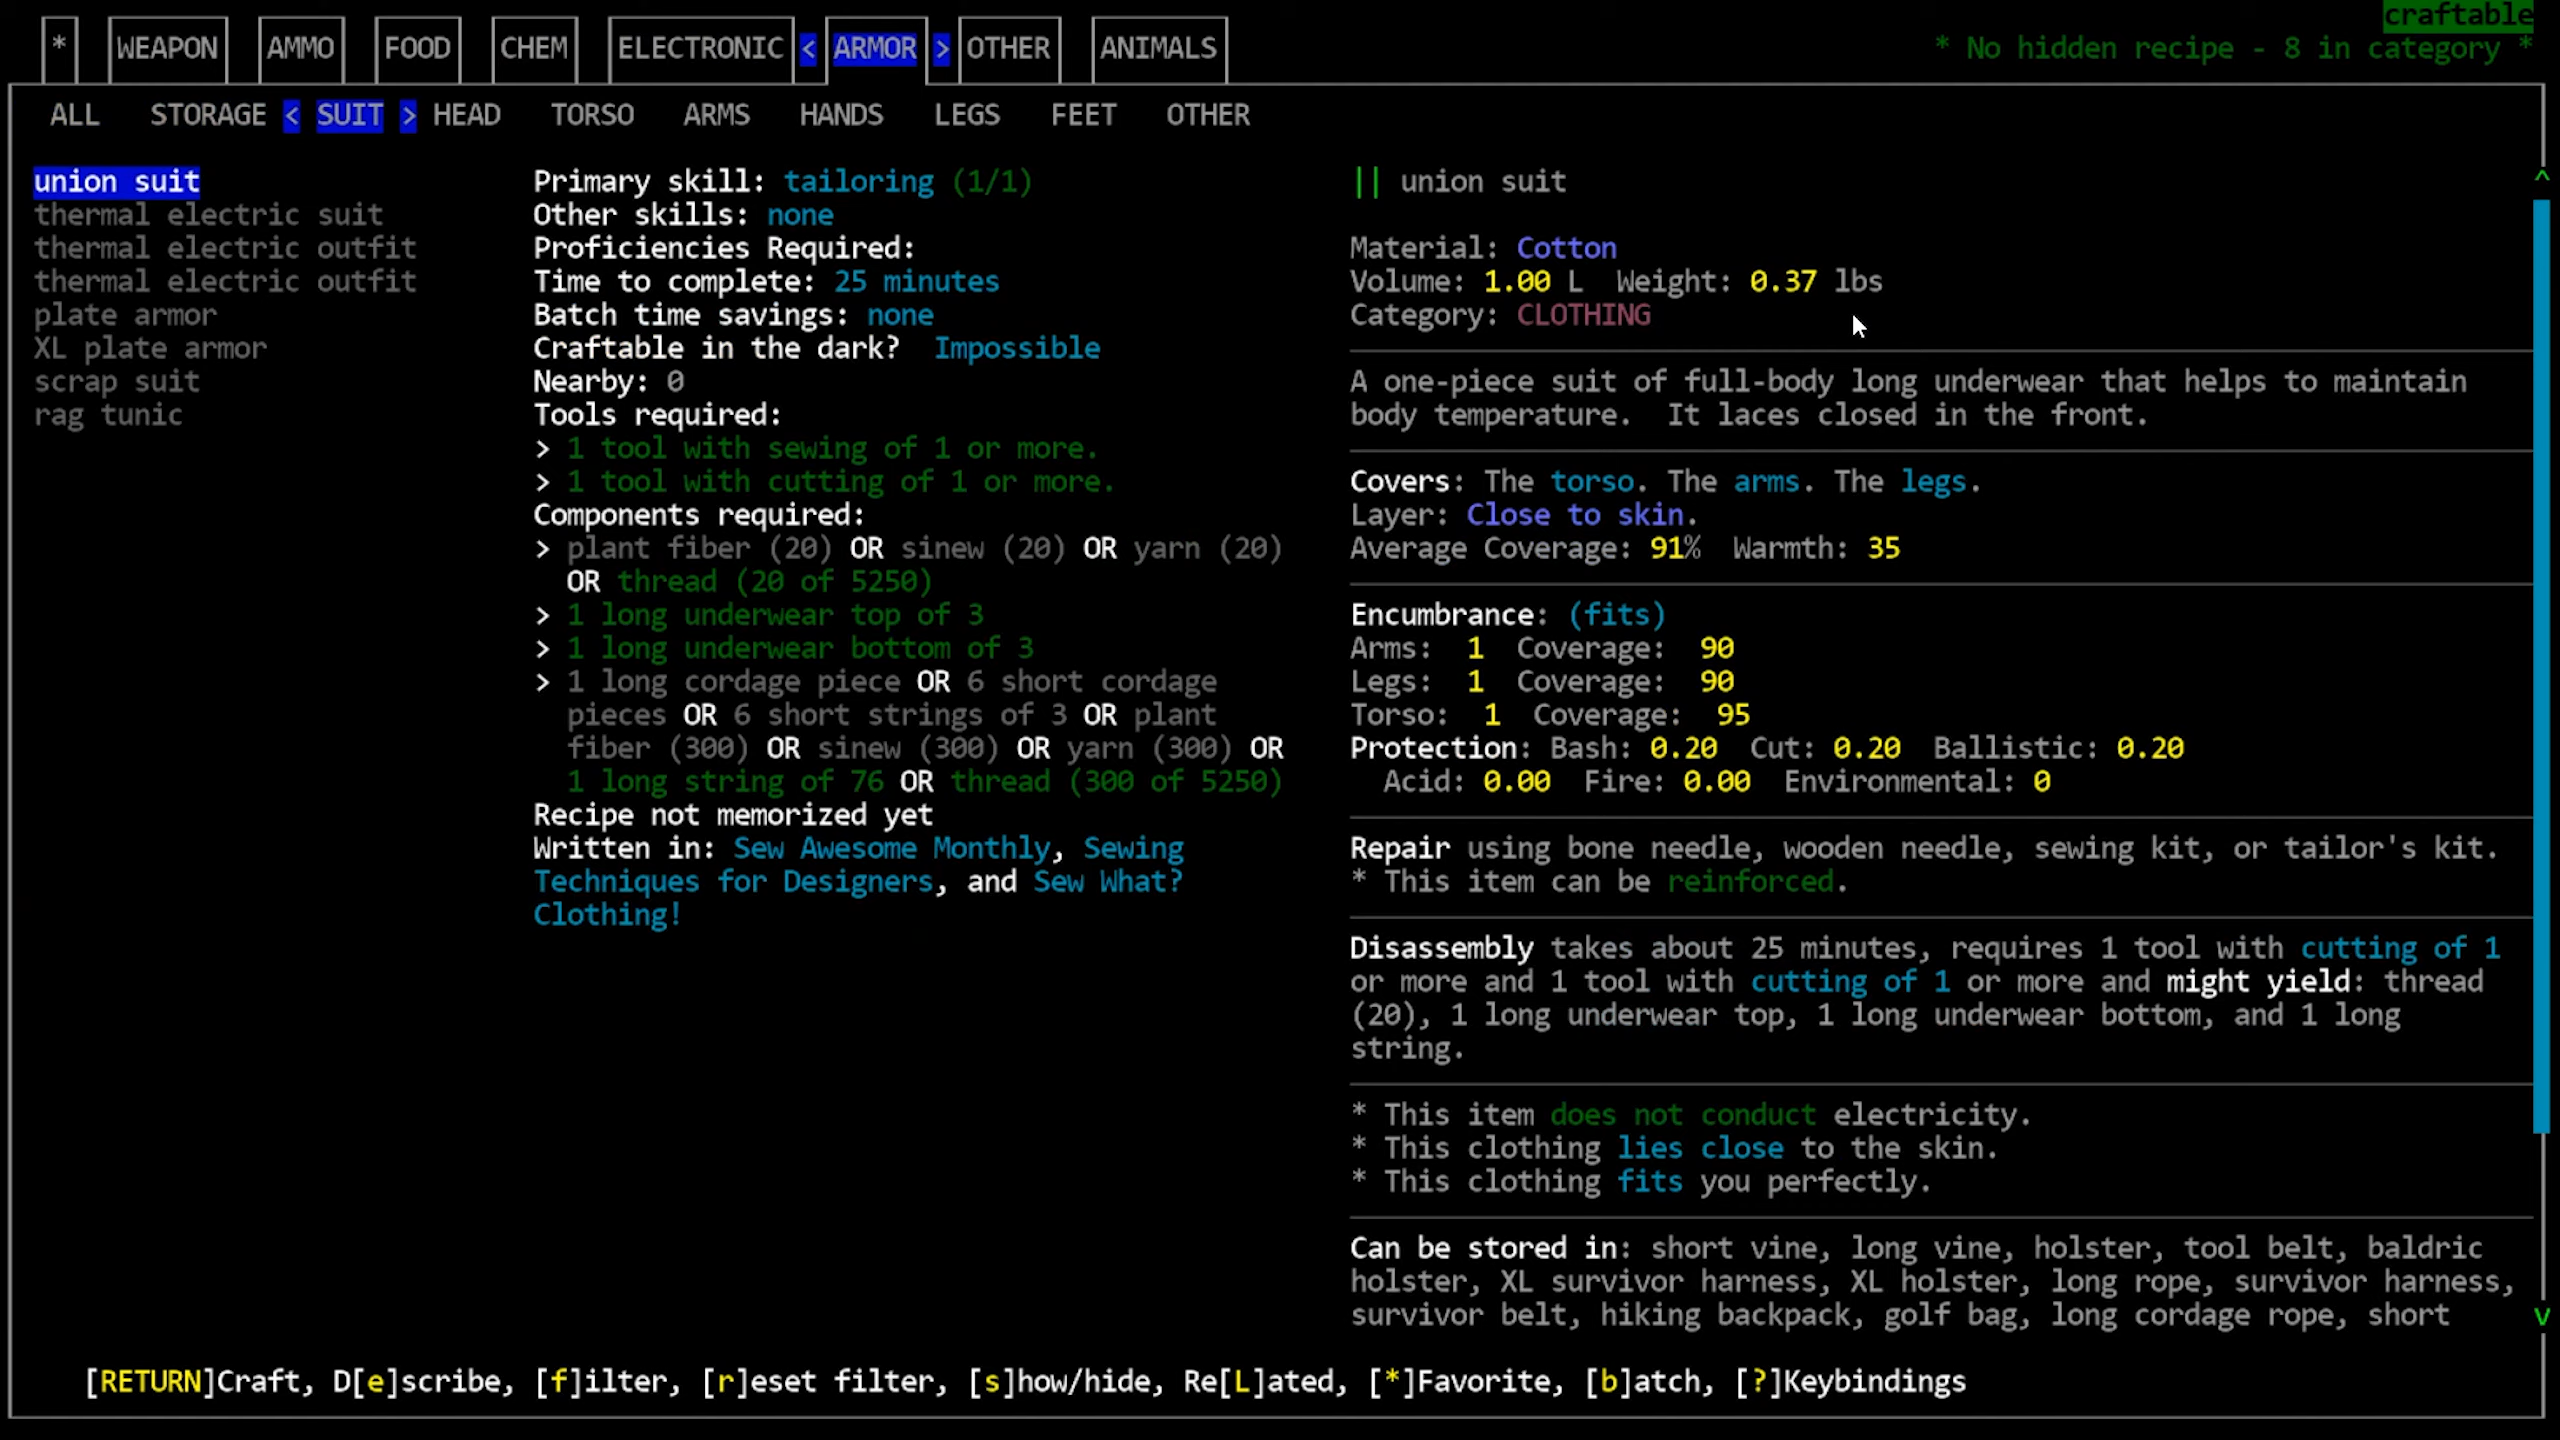 craftable
* WEAPON AMMO FOOD CHEM ELECTRONIC < ARMOR > OTHER ANIMALS
* No hidden recipe - 8 in category *
ALL STORAGE < SUIT > HEAD TORSO ARMS HANDS LEGS FEET OTHER
union suit
thermal electric suit
thermal electric outfit
thermal electric outfit
plate armor
XL plate armor
scrap suit
rag tunic
Primary skill: tailoring (1/1)
Other skills: none
Proficiencies Required:
Time to complete: 25 minutes
Batch time savings: none
Craftable in the dark? Impossible
Nearby: 0
Tools required:
> 1 tool with sewing of 1 or more.
> 1 tool with cutting of 1 or more.
Components required:
> plant fiber (20) OR sinew (20) OR yarn (20)
OR thread (20 of 5250)
> 1 long underwear top of 3
> 1 long underwear bottom of 3
> 1 long cordage piece OR 6 short cordage
pieces OR 6 short strings of 3 OR plant
fiber (300) OR sinew (300) OR yarn (300) OR
1 long string of 76 OR thread (300 of 5250)
Recipe not memorized yet
Written in: Sew Awesome Monthly, Sewing
Techniques for Designers, and Sew What?
Clothing!
|| union suit
Material: Cotton
Volume: 1.00 L Weight: 0.37 lbs
Category: CLOTHING
A one-piece suit of full-body long underwear that helps to maintain
body temperature. It laces closed in the front.
Covers: The torso. The arms. The legs.
Layer: Close to skin.
Average Coverage: 91% Warmth: 35
Encumbrance: (fits)
Arms: 1 Coverage: 90
Legs: 1 Coverage: 90
Torso: 1 Coverage: 95
Protection: Bash: 0.20 Cut: 0.20 Ballistic: 0.20
Acid: 0.00 Fire: 0.00 Environmental: 0
Repair using bone needle, wooden needle, sewing kit, or tailor's kit.
* This item can be reinforced.
Disassembly takes about 25 minutes, requires 1 tool with cutting of 1
or more and 1 tool with cutting of 1 or more and might yield: thread
(20), 1 long underwear top, 1 long underwear bottom, and 1 long
string.
* This item does not conduct electricity.
* This clothing lies close to the skin.
* This clothing fits you perfectly.
Can be stored in: short vine, long vine, holster, tool belt, baldric
holster, XL survivor harness, XL holster, long rope, survivor harness,
survivor belt, hiking backpack, golf bag, long cordage rope, short
[RETURN]Craft, D[e]scribe, [f]ilter, [r]eset filter, [s]how/hide, Re[L]ated, [*]Favorite, [b]atch, [?]Keybindings